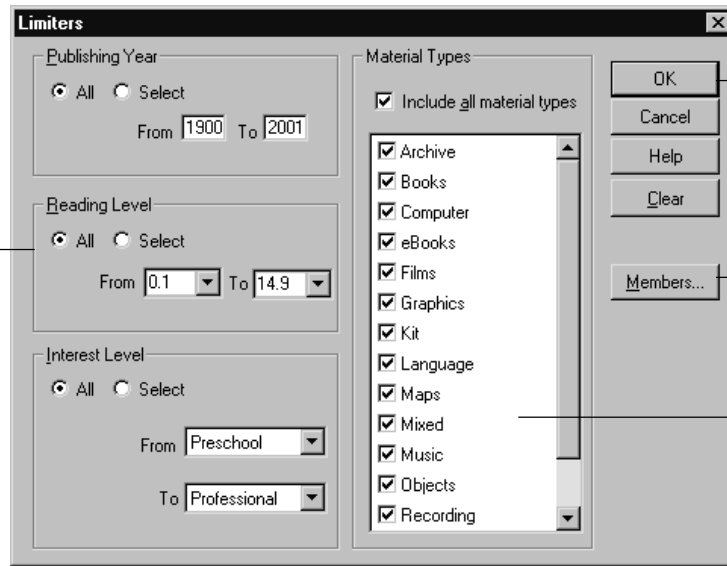 Limiters
Publishing Year
All Select
From 1900 To 2001
Reading Level
All Select
From 0.1 To 14.9
Interest Level
All Select
From Preschool
To Professional
Material Types
Include all material types
Archive
Books
Computer
eBooks
Films
Graphics
Kit
Language
Maps
Mixed
Music
Objects
Recording
OK
Cancel
Help
Clear
Members...